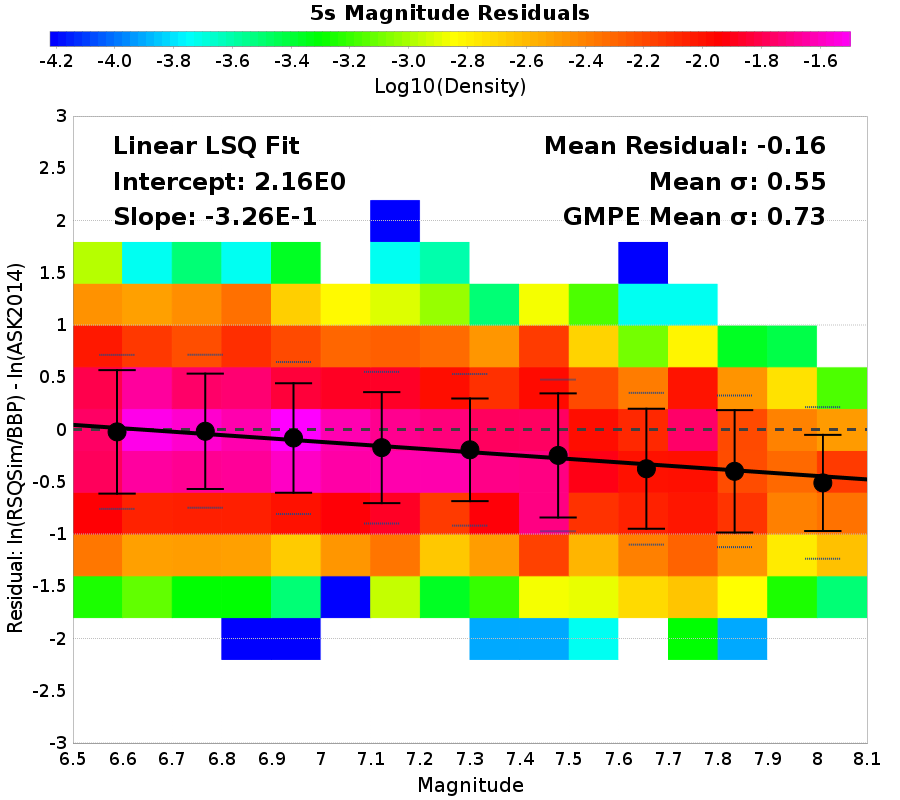 5s Magnitude Residuals
-4.2 -4.0 -3.8 -3.6 -3.4 -3.2 -3.0 -2.8 -2.6 -2.4 -2.2 -2.0 -1.8 -1.6
Log10(Density)
Linear LSQ Fit
Intercept: 2.16E0
Slope: -3.26E-1
Mean Residual: -0.16
Mean σ: 0.55
GMPE Mean σ: 0.73
Residual: ln(RSQSim/BBP) - ln(ASK2014)
3
2.5
2
1.5
1
0.5
0
-0.5
-1
-1.5
-2
-2.5
-3
6.5 6.6 6.7 6.8 6.9 7 7.1 7.2 7.3 7.4 7.5 7.6 7.7 7.8 7.9 8 8.1
Magnitude